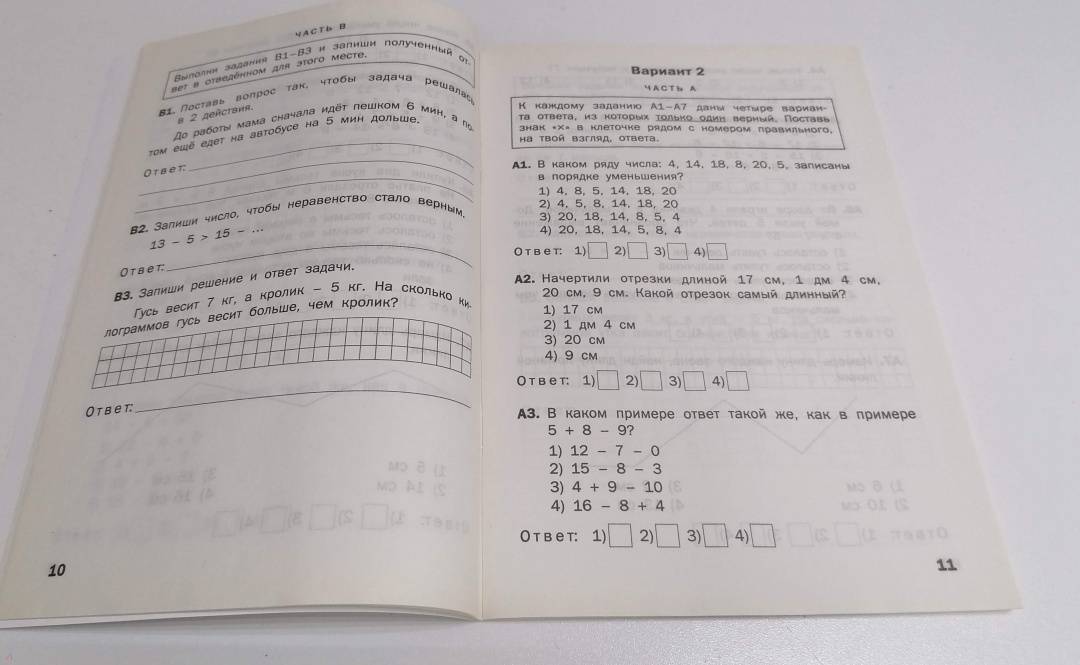 ЧАСТЬ В
Выполни задания В1–В3 и запиши полученный от-
вет в отведённом для этого месте.
В1. Поставь вопрос так, чтобы задача решалась
в 2 действия.
До работы мама сначала идёт пешком 6 мин, а по-
том ещё едет на автобусе на 5 мин дольше.
Ответ:
В2. Запиши число, чтобы неравенство стало верным.
13 – 5 > 15 – ...
Ответ:
В3. Запиши решение и ответ задачи.
Гусь весит 7 кг, а кролик – 5 кг. На сколько ки-
лограммов гусь весит больше, чем кролик?
Ответ:
10
Вариант 2
ЧАСТЬ А
К каждому заданию А1–А7 даны четыре вариан-
та ответа, из которых только один верный. Поставь
знак «Х» в клеточке рядом с номером правильного,
на твой взгляд, ответа.
А1. В каком ряду числа: 4, 14, 18, 8, 20, 5, записаны
в порядке уменьшения?
1) 4, 8, 5, 14, 18, 20
2) 4, 5, 8, 14, 18, 20
3) 20, 18, 14, 8, 5, 4
4) 20, 18, 14, 5, 8, 4
Ответ: 1) 2) 3) 4)
А2. Начертили отрезки длиной 17 см, 1 дм 4 см,
20 см, 9 см. Какой отрезок самый длинный?
1) 17 см
2) 1 дм 4 см
3) 20 см
4) 9 см
Ответ: 1) 2) 3) 4)
А3. В каком примере ответ такой же, как в примере
5 + 8 – 9?
1) 12 – 7 – 0
2) 15 – 8 – 3
3) 4 + 9 – 10
4) 16 – 8 + 4
Ответ: 1) 2) 3) 4)
11